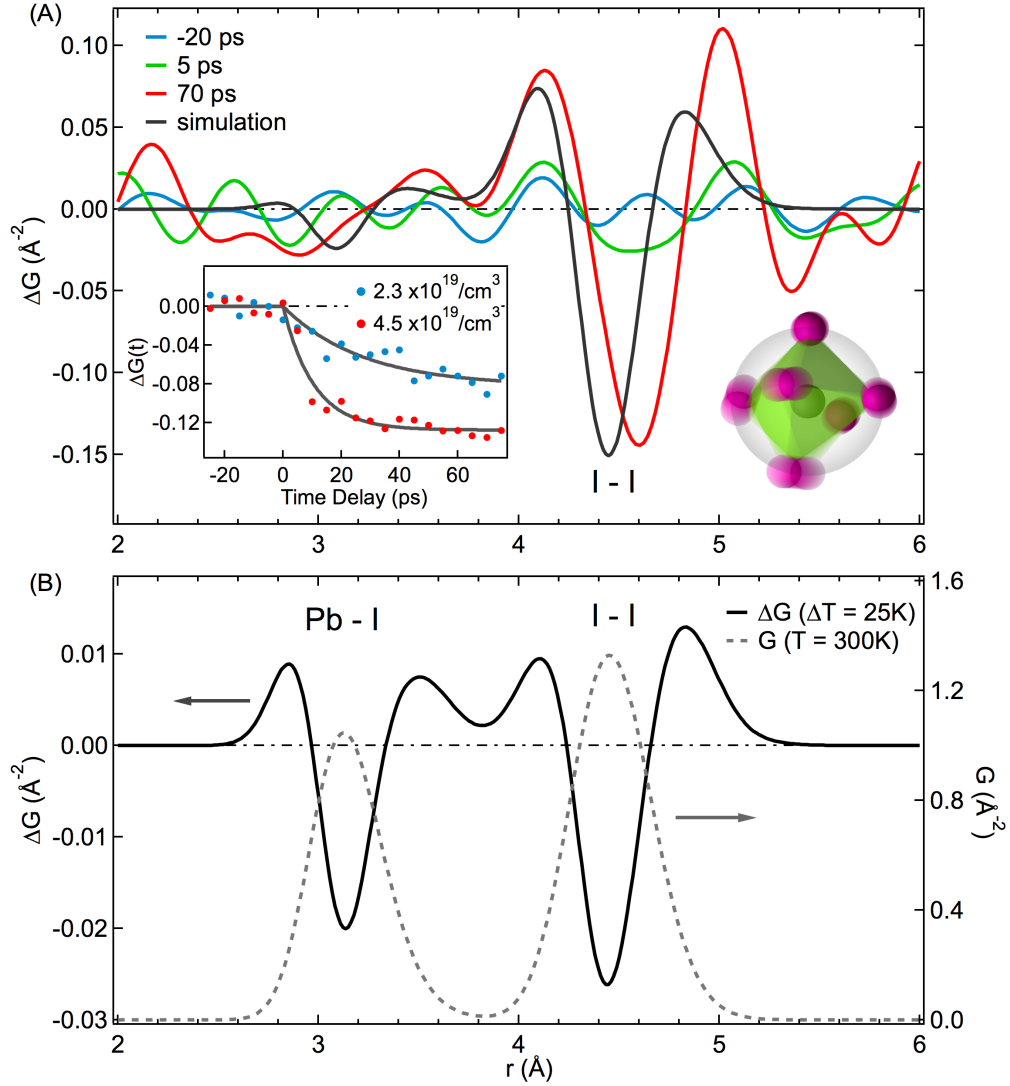 (A)
-20 ps
5 ps
70 ps
simulation
0.10
0.05
0.00
-0.05
-0.10
-0.15
ΔG (Å⁻²)
2.3 x10¹⁹/cm³
4.5 x10¹⁹/cm³
0.00
-0.04
-0.08
-0.12
ΔG(t)
-20 0 20 40 60
Time Delay (ps)
I - I
2 3 4 5 6
(B)
Pb - I
I - I
ΔG (ΔT = 25K)
G (T = 300K)
0.01
0.00
-0.01
-0.02
-0.03
ΔG (Å⁻²)
1.6
1.2
0.8
0.4
0.0
G (Å⁻²)
2 3 4 5 6
r (Å)